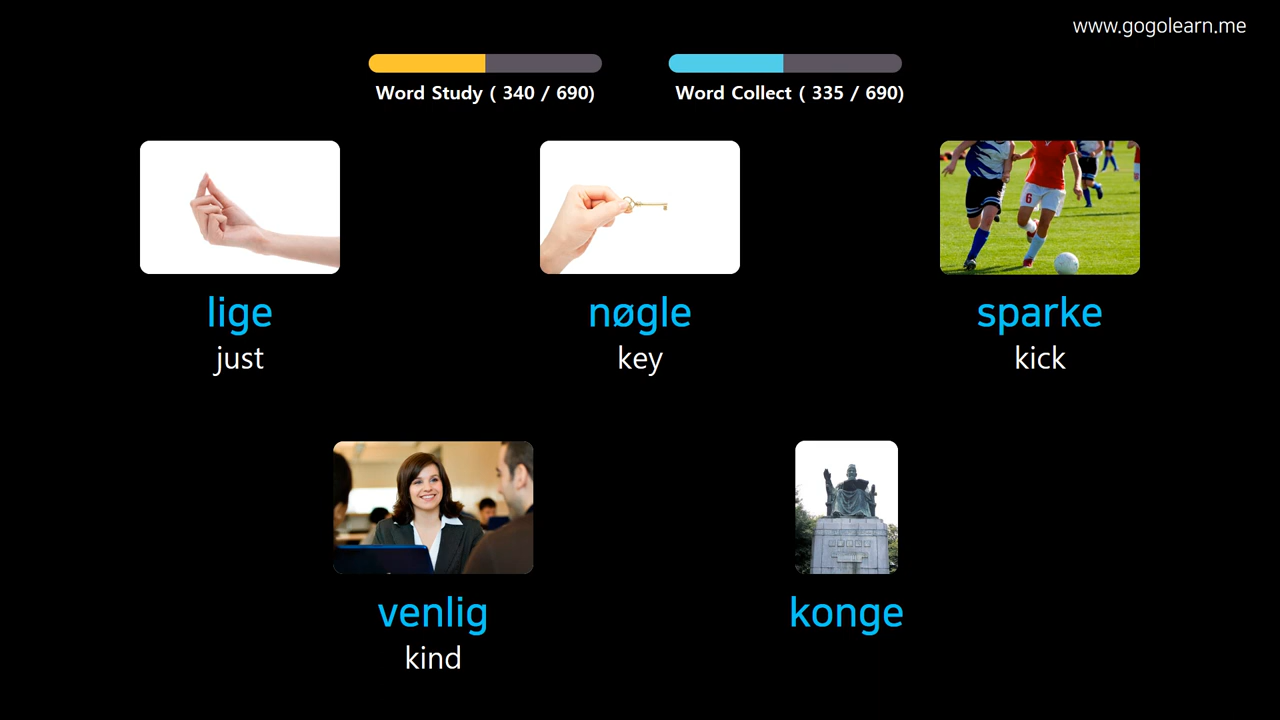 www.gogolearn.me
Word Study ( 340 / 690)
Word Collect ( 335 / 690)
lige
just
nøgle
key
sparke
kick
6
venlig
kind
konge